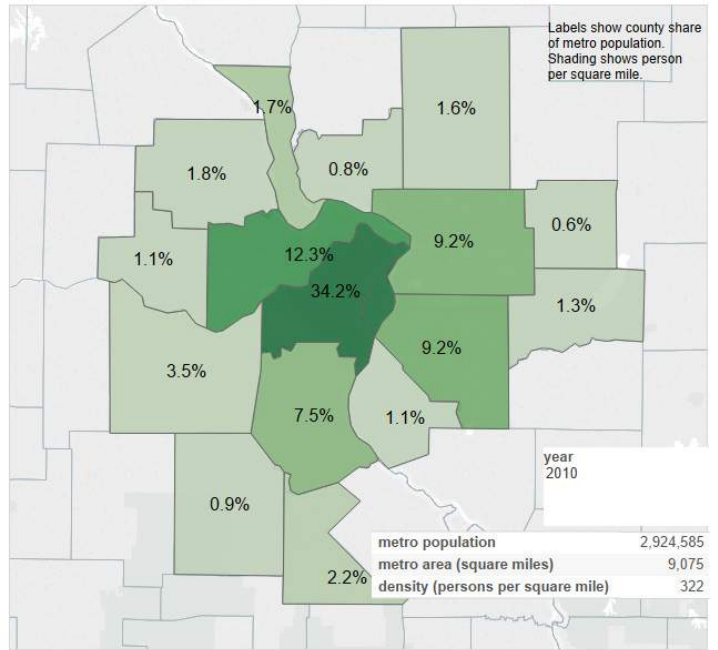 Labels show county share
of metro population.
Shading shows person
per square mile.
1.7%
1.6%
1.8%
0.8%
0.6%
9.2%
12.3%
1.1%
34.2%
1.3%
9.2%
3.5%
7.5%
1.1%
year
2010
0.9%
metro population 2,924,585
metro area (square miles) 9,075
2.2%
density (persons per square mile) 322